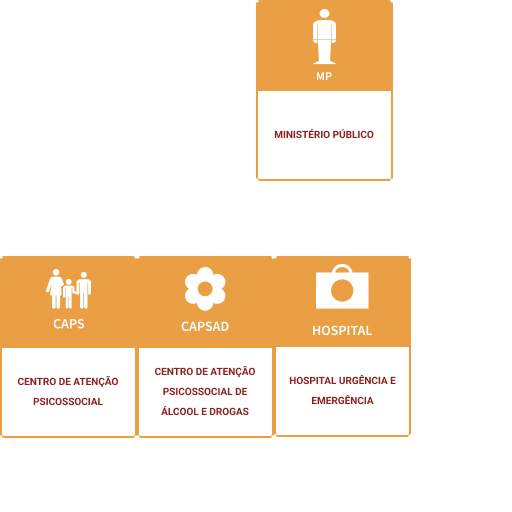 MP
MINISTÉRIO PÚBLICO
CAPS
CENTRO DE ATENÇÃO
PSICOSSOCIAL
CAPSAD
CENTRO DE ATENÇÃO
PSICOSSOCIAL DE
ÁLCOOL E DROGAS
HOSPITAL
HOSPITAL URGÊNCIA E
EMERGÊNCIA